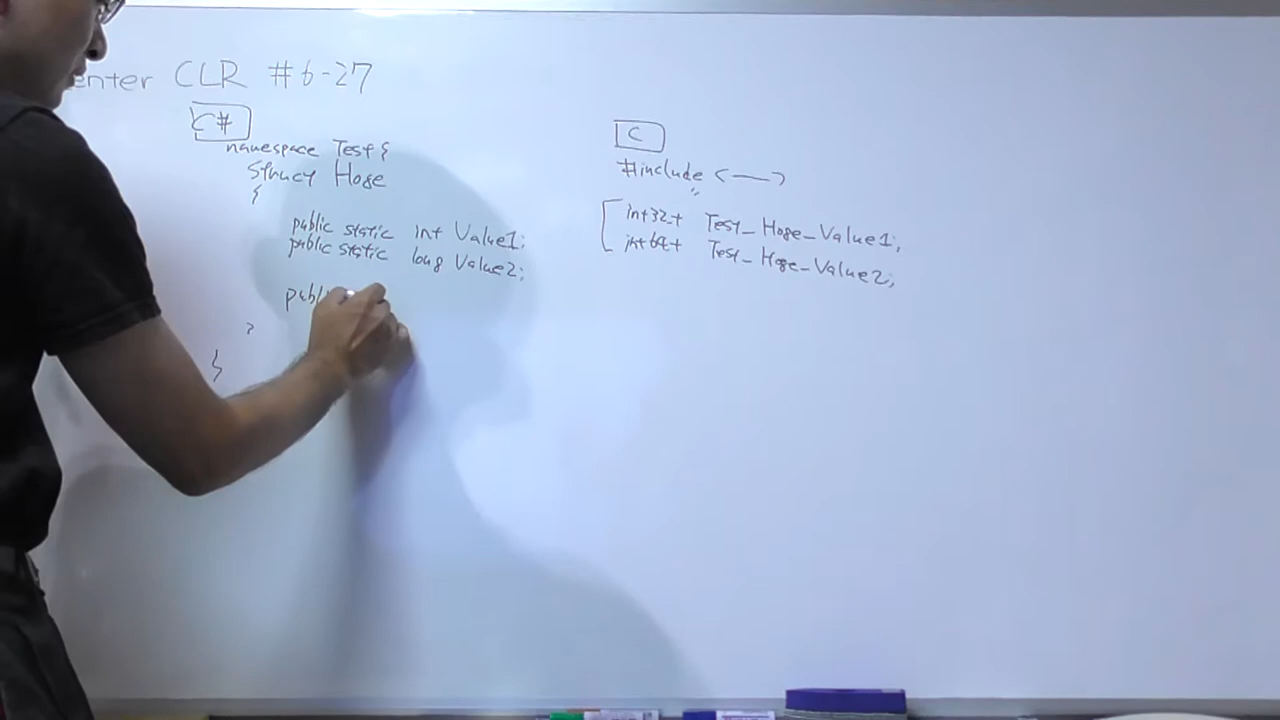 enter CLR #6-27
C#
namespace Test {
struct Hoge
{
public static int Value1;
public static long Value2;
publ
}
}
C
#include < — >
"
int32_t Test_Hoge_Value1;
int64_t Test_Hoge_Value2;